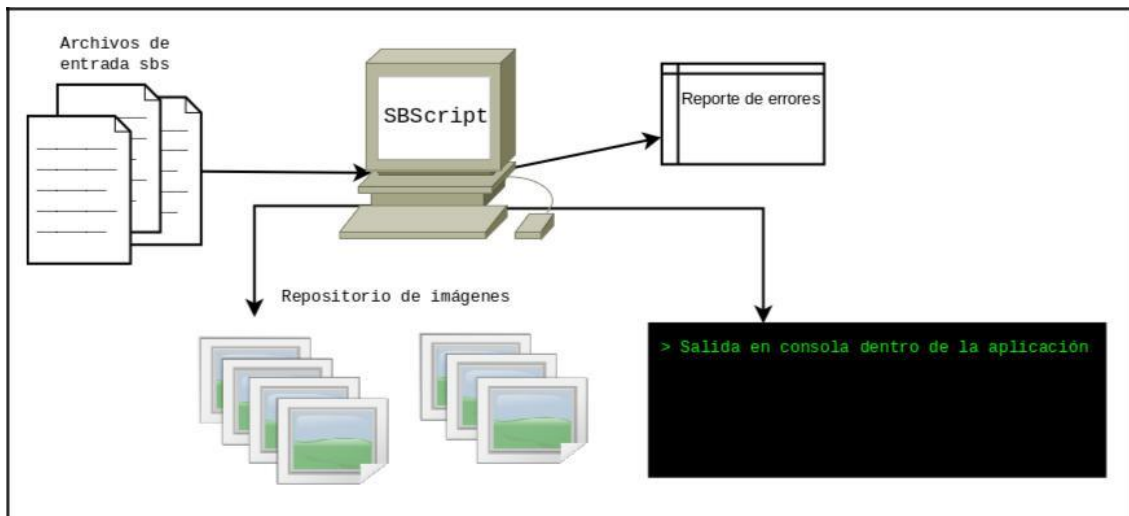 Archivos de
entrada sbs
SBScript
Reporte de errores
Repositorio de imágenes
> Salida en consola dentro de la aplicación